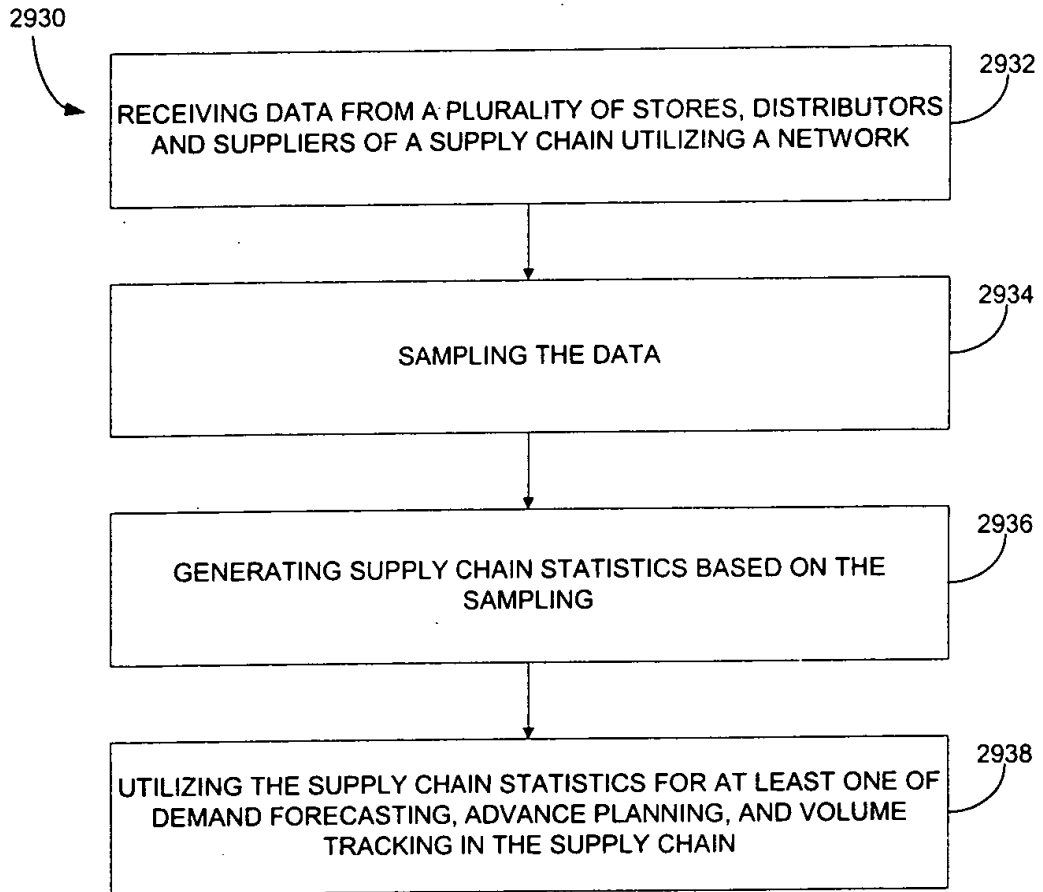 2930
2932
RECEIVING DATA FROM A PLURALITY OF STORES, DISTRIBUTORS
AND SUPPLIERS OF A SUPPLY CHAIN UTILIZING A NETWORK
2934
SAMPLING THE DATA
2936
GENERATING SUPPLY CHAIN STATISTICS BASED ON THE
SAMPLING
2938
UTILIZING THE SUPPLY CHAIN STATISTICS FOR AT LEAST ONE OF
DEMAND FORECASTING, ADVANCE PLANNING, AND VOLUME
TRACKING IN THE SUPPLY CHAIN